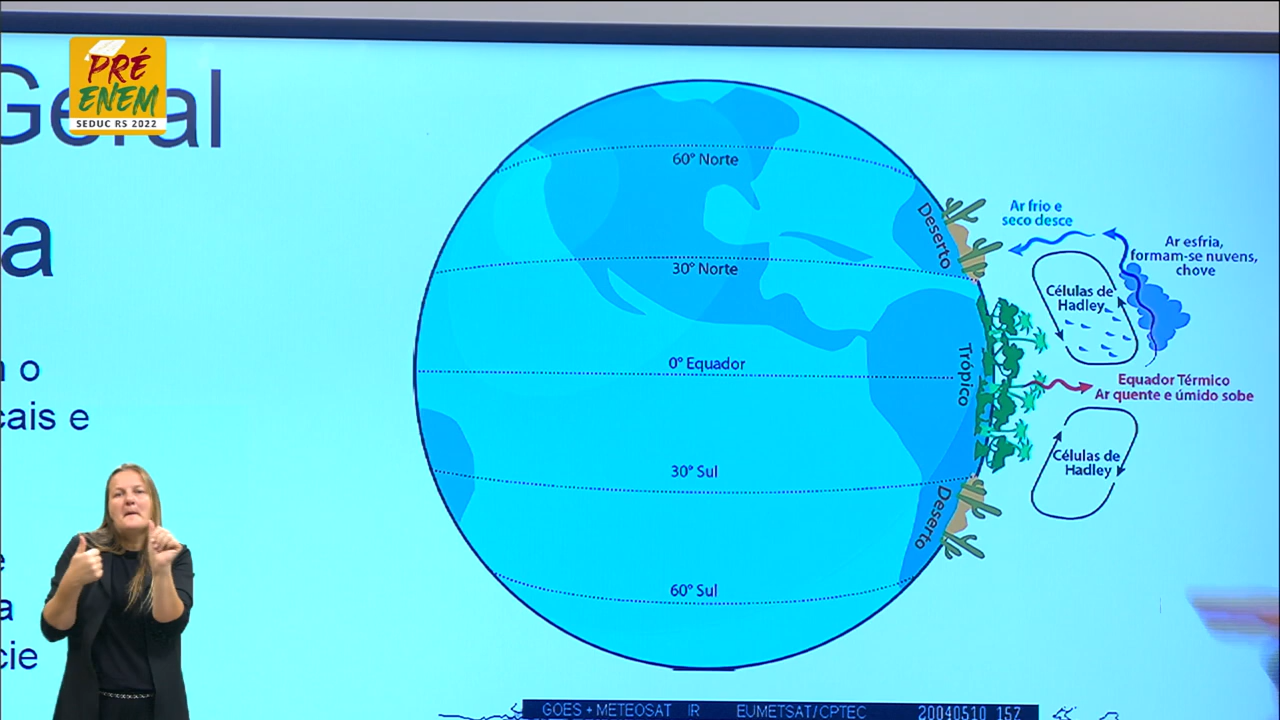 Geral
PRÉ
ENEM
SEDUC RS 2022
a
o
cais e
a
cie
60° Norte
30° Norte
0° Equador
30° Sul
60° Sul
Deserto
Trópico
Deserto
Ar frio e
seco desce
Ar esfria,
formam-se nuvens,
chove
Células de
Hadley
Equador Térmico
Ar quente e úmido sobe
Células de
Hadley
GOES + METEOSAT IR EUMETSAT/CPTEC 20040510 15Z